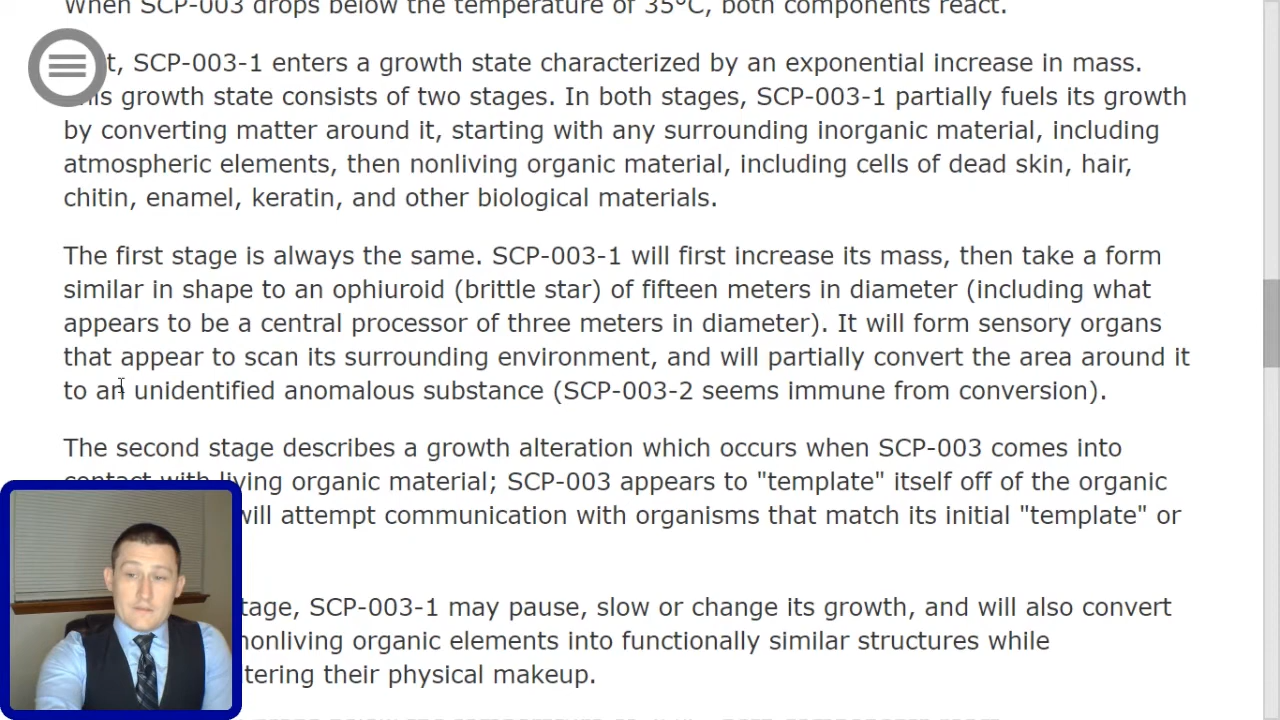 When SCP-003 drops below the temperature of 35ºC, both components react.
SCP-003-1 enters a growth state characterized by an exponential increase in mass.
growth state consists of two stages. In both stages, SCP-003-1 partially fuels its growth
by converting matter around it, starting with any surrounding inorganic material, including
atmospheric elements, then nonliving organic material, including cells of dead skin, hair,
chitin, enamel, keratin, and other biological materials.
The first stage is always the same. SCP-003-1 will first increase its mass, then take a form
similar in shape to an ophiuroid (brittle star) of fifteen meters in diameter (including what
appears to be a central processor of three meters in diameter). It will form sensory organs
that appear to scan its surrounding environment, and will partially convert the area around it
to an unidentified anomalous substance (SCP-003-2 seems immune from conversion).
The second stage describes a growth alteration which occurs when SCP-003 comes into
contact with living organic material; SCP-003 appears to "template" itself off of the organic
will attempt communication with organisms that match its initial "template" or
SCP-003-1 may pause, slow or change its growth, and will also convert
nonliving organic elements into functionally similar structures while
their physical makeup.